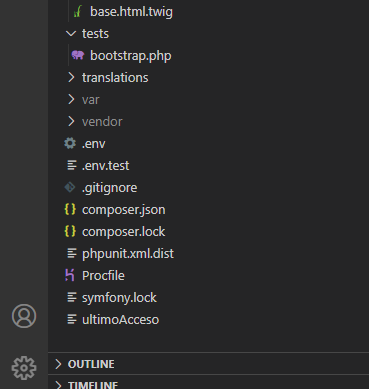 base.html.twig
tests
bootstrap.php
translations
var
vendor
.env
.env.test
.gitignore
composer.json
composer.lock
phpunit.xml.dist
Procfile
symfony.lock
ultimoAcceso
OUTLINE
TIMELINE